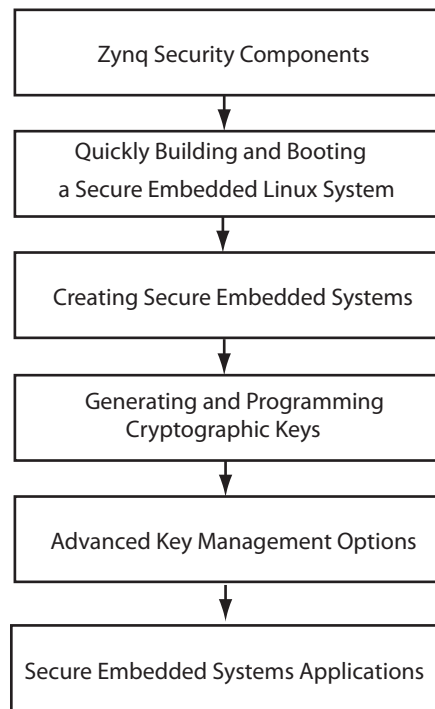 Zynq Security Components
Quickly Building and Booting
a Secure Embedded Linux System
Creating Secure Embedded Systems
Generating and Programming
Cryptographic Keys
Advanced Key Management Options
Secure Embedded Systems Applications